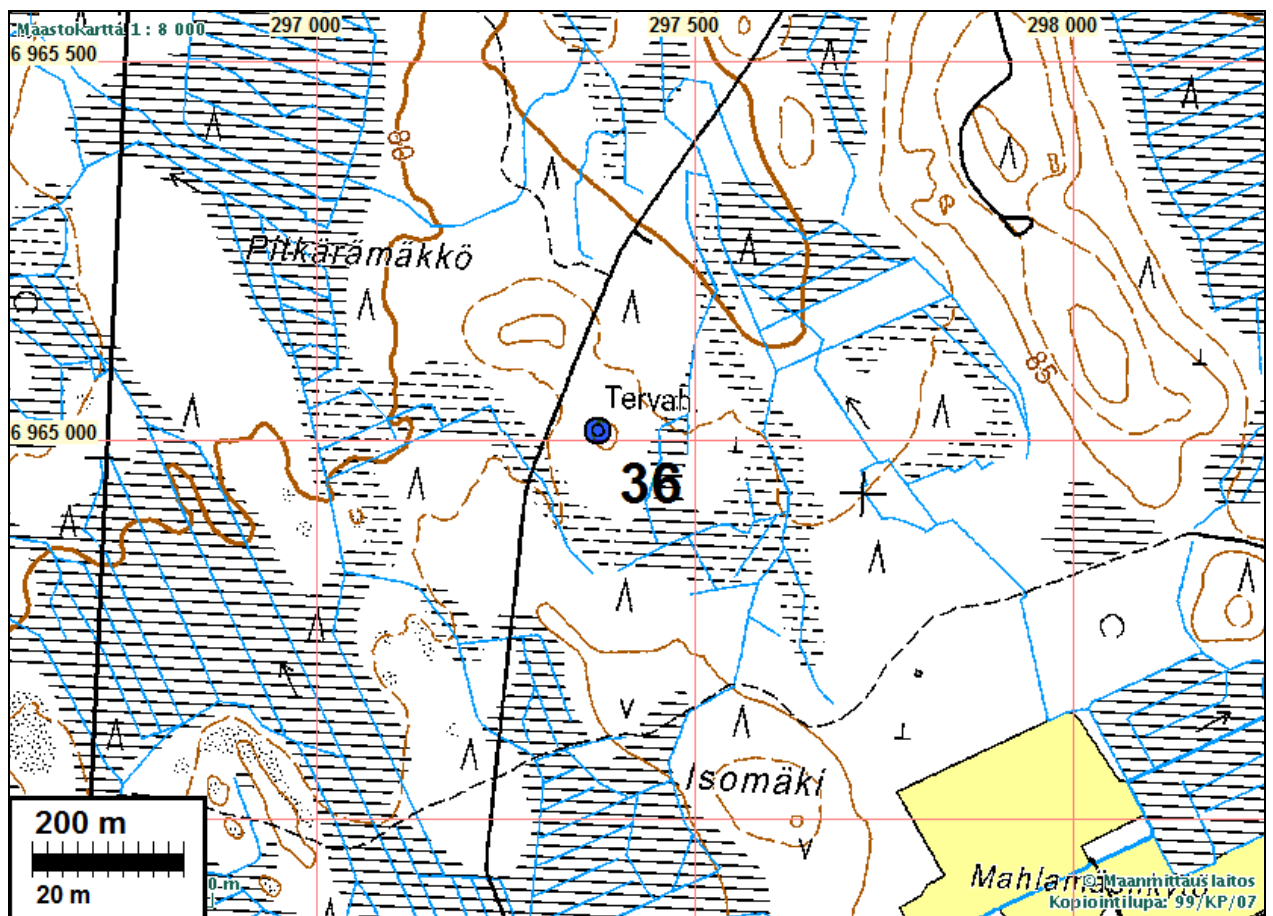 Maastokartta 1 : 8 000
297 000
297 500
298 000
6 965 500
80
Pitkärämäkkö
85
Tervah
6 965 000
36
Isomäki
200 m
20 m
© Maanmittauslaitos
Kopiointilupa: 99/KP/07